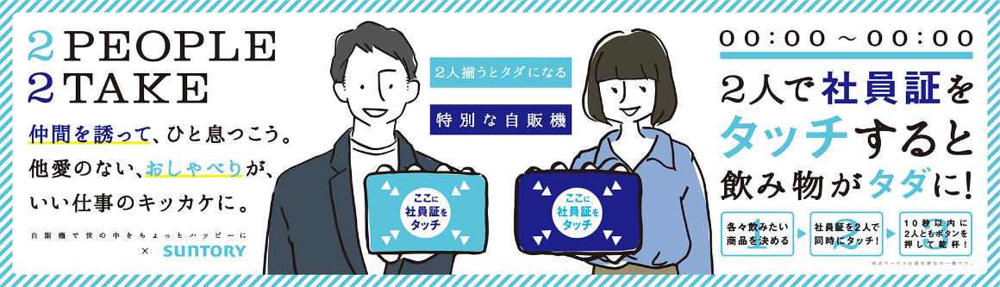 2 PEOPLE
2 TAKE
仲間を誘って、ひと息つこう。
他愛のない、おしゃべりが、
いい仕事のキッカケに。
自販機で世の中をちょっとハッピーに
× SUNTORY
2人揃うとタダになる
特別な自販機
ここに
社員証を
タッチ
ここに
社員証を
タッチ
00:00～00:00
2人で社員証を
タッチすると
飲み物がタダに!
1
各々飲みたい
商品を決める
2
社員証を2人で
同時にタッチ!
3
10秒以内に
2人ともボタンを
押して乾杯!
※本サービスは福利厚生の一環です。